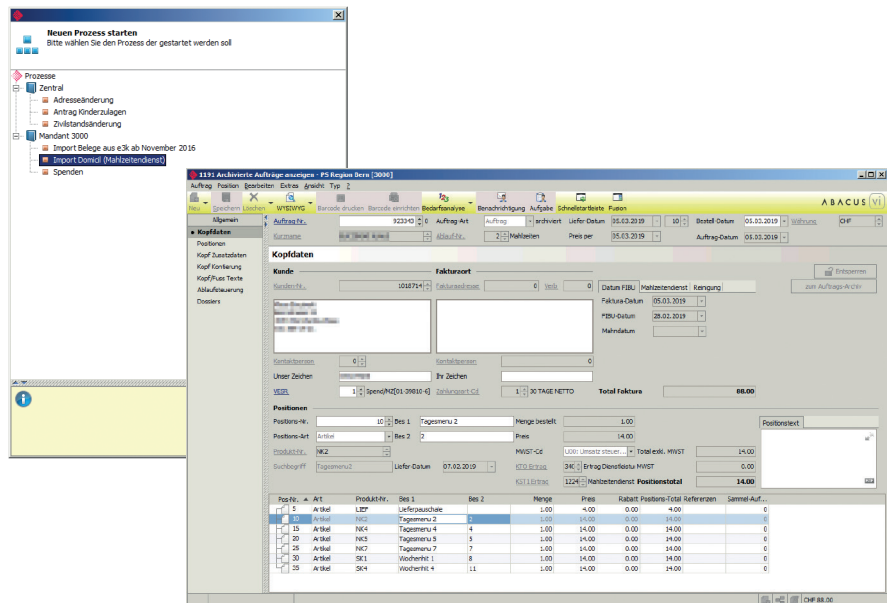 Neuen Prozess starten
Bitte wählen Sie den Prozess der gestartet werden soll
Prozesse
Zentral
Adresseänderung
Antrag Kinderzulagen
Zivilstandsänderung
Mandant 3000
Import Belege aus e3k ab November 2016
Import Domicil (Mahlzeitendienst)
Spenden
1191 Archivierte Aufträge anzeigen - PS Region Bern [3000]
Auftrag Position Bearbeiten Extras Ansicht Typ ?
Neu Speichern Löschen WYSIWYG Barcode drucken Barcode einrichten Bedarfsanalyse Benachrichtigung Aufgabe Schnellstartleiste Fusion
ABACUS vi
Allgemein
Kopfdaten
Positionen
Kopf Zusatzdaten
Kopf Kontierung
Kopf/Fuss Texte
Ablaufsteuerung
Dossiers
Auftrag Nr. 923343 0 Auftrag-Art Auftrag archiviert Liefer-Datum 05.03.2019 10 Bestell-Datum 05.03.2019 Währung CHF
Kurzname Ablauf-Nr. 2 Mahlzeiten Preis per 05.03.2019 Auftrag-Datum 05.03.2019
Kopfdaten
Entsperren
Kunde Fakturaort
zum Auftrags-Archiv
Kunden-Nr. 1018714 Fakturaadresse 0 0
Datum FIBU Mahlzeitendienst Reinigung
Faktura-Datum 05.03.2019
FIBU-Datum 28.02.2019
Mahndatum
Kontaktperson 0 Kontaktperson 0
Unser Zeichen Ihr Zeichen
VESR 1 Spend/MZ[01-39810-6] Zahlungsart-Cd 1 30 TAGE NETTO Total Faktura 88.00
Positionen
Positions-Nr. 10 Bes 1 Tagesmenu 2 Menge bestellt 1.00 Positionstext
Positions-Art Artikel Bes 2 2 Preis 14.00
Produkt-Nr. NK2 MWST-Cd U00: Umsatz steuer... Total exkl. MWST 14.00
Suchbegriff Tagesmenu2 Liefer-Datum 07.02.2019 KTO Ertrag 340 Ertrag Dienstleistu MWST 0.00
KST1 Ertrag 1224 Mahlzeitendienst Positionstotal 14.00
Pos-Nr. Art Produkt-Nr. Bes 1 Bes 2 Menge Preis Rabatt Positions-Total Referenzen Sammel-Auf...
5 Artikel LIEF Lieferpauschale 1.00 4.00 0.00 4.00 0
10 Artikel NK2 Tagesmenu 2 2 1.00 14.00 0.00 14.00 0
15 Artikel NK4 Tagesmenu 4 4 1.00 14.00 0.00 14.00 0
20 Artikel NK5 Tagesmenu 5 5 1.00 14.00 0.00 14.00 0
25 Artikel NK7 Tagesmenu 7 7 1.00 14.00 0.00 14.00 0
30 Artikel SK1 Wochenhit 1 8 1.00 14.00 0.00 14.00 0
35 Artikel SK4 Wochenhit 4 11 1.00 14.00 0.00 14.00 0
CHF 88.00